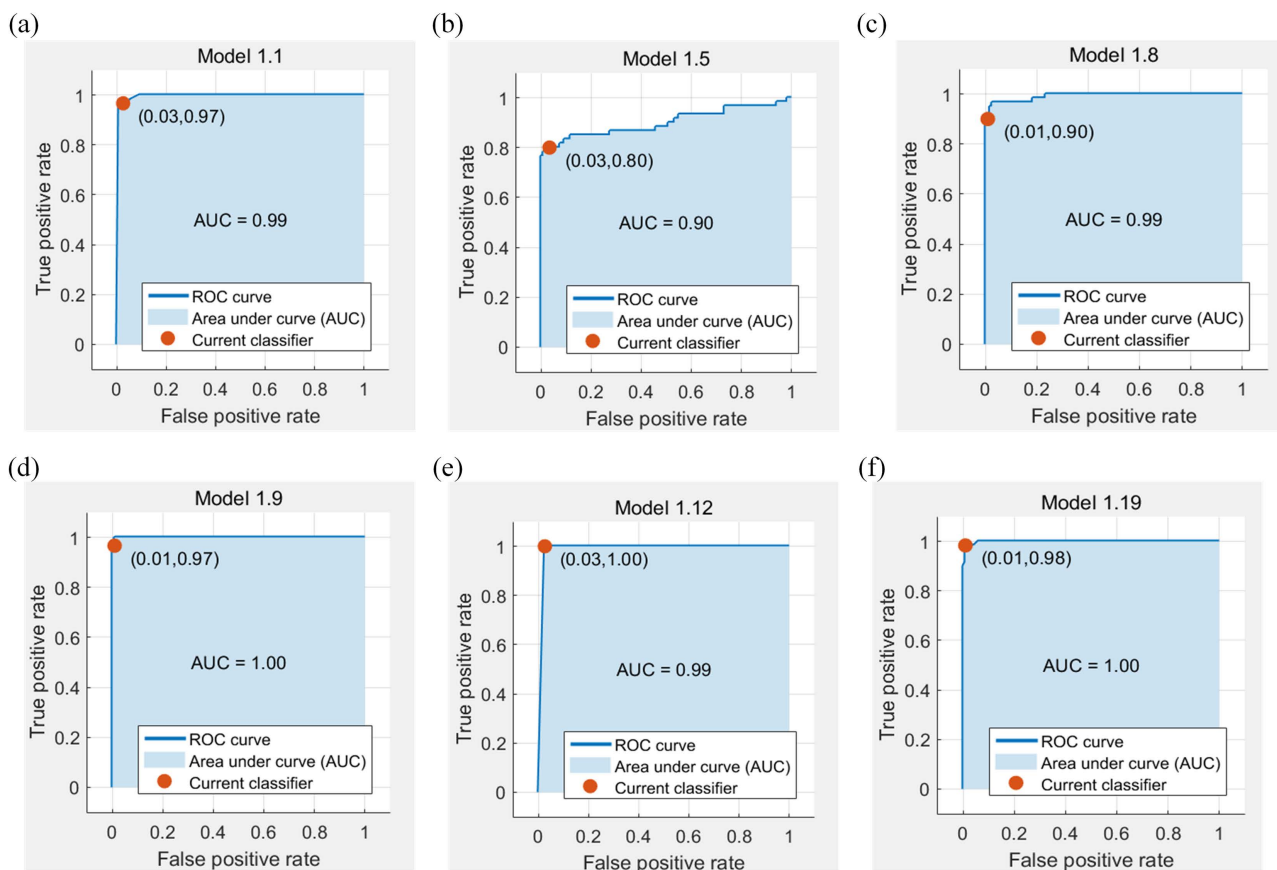 (a)
Model 1.1
1
0.8
0.6
0.4
0.2
0
True positive rate
(0.03,0.97)
AUC = 0.99
ROC curve
Area under curve (AUC)
Current classifier
0 0.2 0.4 0.6 0.8 1
False positive rate
(b)
Model 1.5
1
0.8
0.6
0.4
0.2
0
True positive rate
(0.03,0.80)
AUC = 0.90
ROC curve
Area under curve (AUC)
Current classifier
0 0.2 0.4 0.6 0.8 1
False positive rate
(c)
Model 1.8
1
0.8
0.6
0.4
0.2
0
True positive rate
(0.01,0.90)
AUC = 0.99
ROC curve
Area under curve (AUC)
Current classifier
0 0.2 0.4 0.6 0.8 1
False positive rate
(d)
Model 1.9
1
0.8
0.6
0.4
0.2
0
True positive rate
(0.01,0.97)
AUC = 1.00
ROC curve
Area under curve (AUC)
Current classifier
0 0.2 0.4 0.6 0.8 1
False positive rate
(e)
Model 1.12
1
0.8
0.6
0.4
0.2
0
True positive rate
(0.03,1.00)
AUC = 0.99
ROC curve
Area under curve (AUC)
Current classifier
0 0.2 0.4 0.6 0.8 1
False positive rate
(f)
Model 1.19
1
0.8
0.6
0.4
0.2
0
True positive rate
(0.01,0.98)
AUC = 1.00
ROC curve
Area under curve (AUC)
Current classifier
0 0.2 0.4 0.6 0.8 1
False positive rate